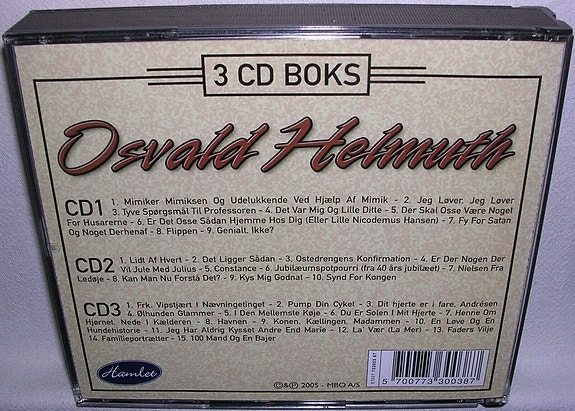 3 CD BOKS
Osvald Helmuth
CD1 1. Mimiker Mimiksen Og Udelukkende Ved Hjælp Af Mimik - 2. Jeg Løver, Jeg Løver
3. Tyve Spørgsmål Til Professoren - 4. Det Var Mig Og Lille Ditte - 5. Der Skal Osse Være Noget
For Husarerne - 6. Er Det Osse Sådan Hjemme Hos Dig (Eller Lille Nicodemus Hansen) - 7. Fy For Satan
Og Noget Derhenaf - 8. Flippen - 9. Genialt, Ikke?
CD2 1. Lidt Af Hvert - 2. Det Ligger Sådan - 3. Ostedrengens Konfirmation - 4. Er Der Nogen Der
Vil Jule Med Julius - 5. Constance - 6. Jubilæumspotpourri (fra 40 års jubilæet) - 7. Nielsen Fra
Ledøje - 8. Kan Man Nu Forstå Det? - 9. Kys Mig Godnat - 10. Synd For Kongen
CD3 1. Frk. Vipstjært I Nævningetinget - 2. Pump Din Cykel - 3. Dit hjerte er i fare, Andrésen
4. Ølhunden Glammer - 5. I Den Mellemste Køje - 6. Du Er Solen I Mit Hjerte - 7. Henne Om
Hjørnet, Nede I Kælderen - 8. Havnen - 9. Konen, Kællingen, Madammen - 10. En Løve Og En
Hundehistorie - 11. Jeg Har Aldrig Kysset Andre End Marie - 12. La' Vær (La Mer) - 13. Faders Vilje
14. Familieportrætter - 15. 100 Mand Og En Bajer
Hamlet
©&℗ 2005 - MBO A/S
5 700773 300387